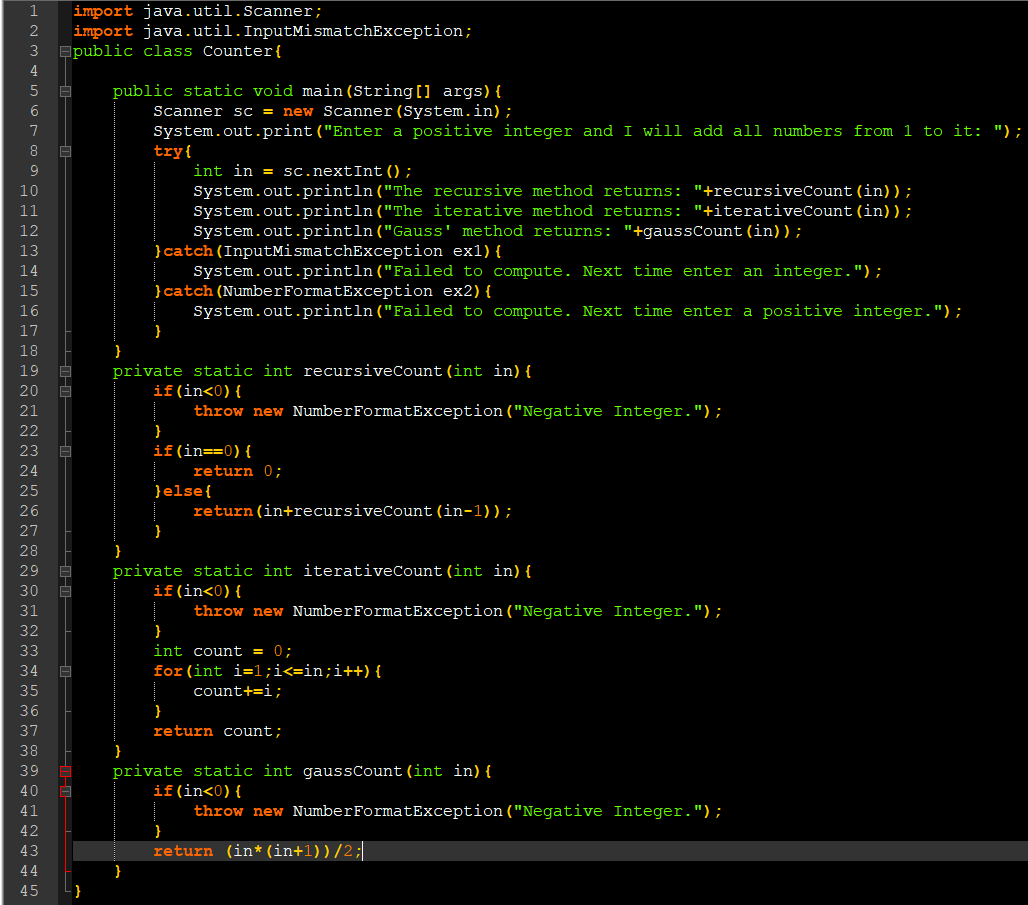 1 import java.util.Scanner;
2 import java.util.InputMismatchException;
3 public class Counter{
4
5     public static void main(String[] args){
6         Scanner sc = new Scanner(System.in);
7         System.out.print("Enter a positive integer and I will add all numbers from 1 to it: ");
8         try{
9             int in = sc.nextInt();
10             System.out.println("The recursive method returns: "+recursiveCount(in));
11             System.out.println("The iterative method returns: "+iterativeCount(in));
12             System.out.println("Gauss' method returns: "+gaussCount(in));
13         }catch(InputMismatchException ex1){
14             System.out.println("Failed to compute. Next time enter an integer.");
15         }catch(NumberFormatException ex2){
16             System.out.println("Failed to compute. Next time enter a positive integer.");
17         }
18     }
19     private static int recursiveCount(int in){
20         if(in<0){
21             throw new NumberFormatException("Negative Integer.");
22         }
23         if(in==0){
24             return 0;
25         }else{
26             return(in+recursiveCount(in-1));
27         }
28     }
29     private static int iterativeCount(int in){
30         if(in<0){
31             throw new NumberFormatException("Negative Integer.");
32         }
33         int count = 0;
34         for(int i=1;i<=in;i++){
35             count+=i;
36         }
37         return count;
38     }
39     private static int gaussCount(int in){
40         if(in<0){
41             throw new NumberFormatException("Negative Integer.");
42         }
43         return (in*(in+1))/2;
44     }
45 }